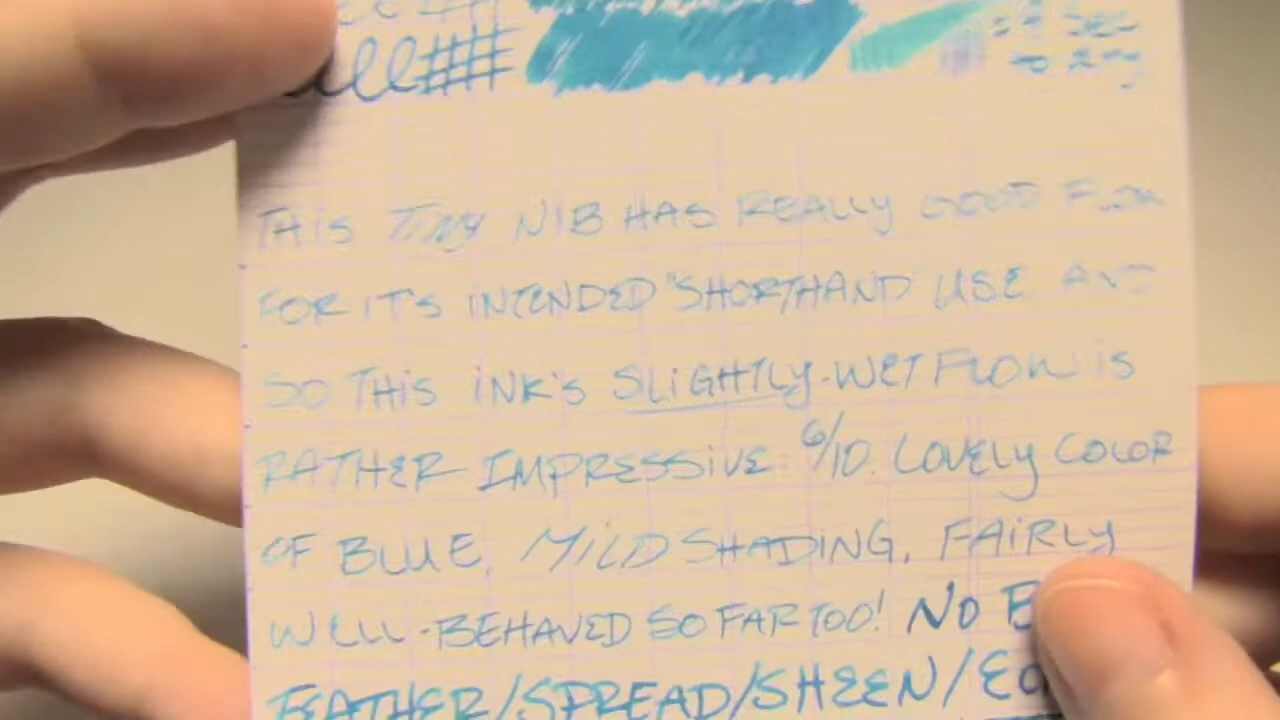 ell##
THIS TINY NIB HAS REALLY GOOD FLOW
FOR IT'S INTENDED "SHORTHAND" USE AND
SO THIS INK'S SLIGHTLY-WET FLOW IS
RATHER IMPRESSIVE: 6/10. LOVELY COLOR
OF BLUE, MILD SHADING, FAIRLY
WELL-BEHAVED SO FAR TOO! NO
FEATHER/SPREAD/SHEEN/